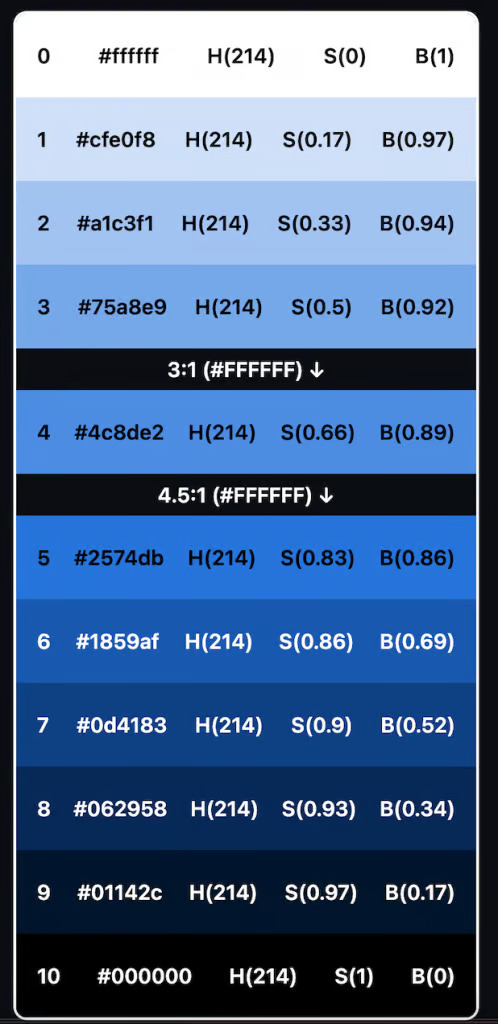 0 #ffffff H(214) S(0) B(1)
1 #cfe0f8 H(214) S(0.17) B(0.97)
2 #a1c3f1 H(214) S(0.33) B(0.94)
3 #75a8e9 H(214) S(0.5) B(0.92)
3:1 (#FFFFFF) ↓
4 #4c8de2 H(214) S(0.66) B(0.89)
4.5:1 (#FFFFFF) ↓
5 #2574db H(214) S(0.83) B(0.86)
6 #1859af H(214) S(0.86) B(0.69)
7 #0d4183 H(214) S(0.9) B(0.52)
8 #062958 H(214) S(0.93) B(0.34)
9 #01142c H(214) S(0.97) B(0.17)
10 #000000 H(214) S(1) B(0)